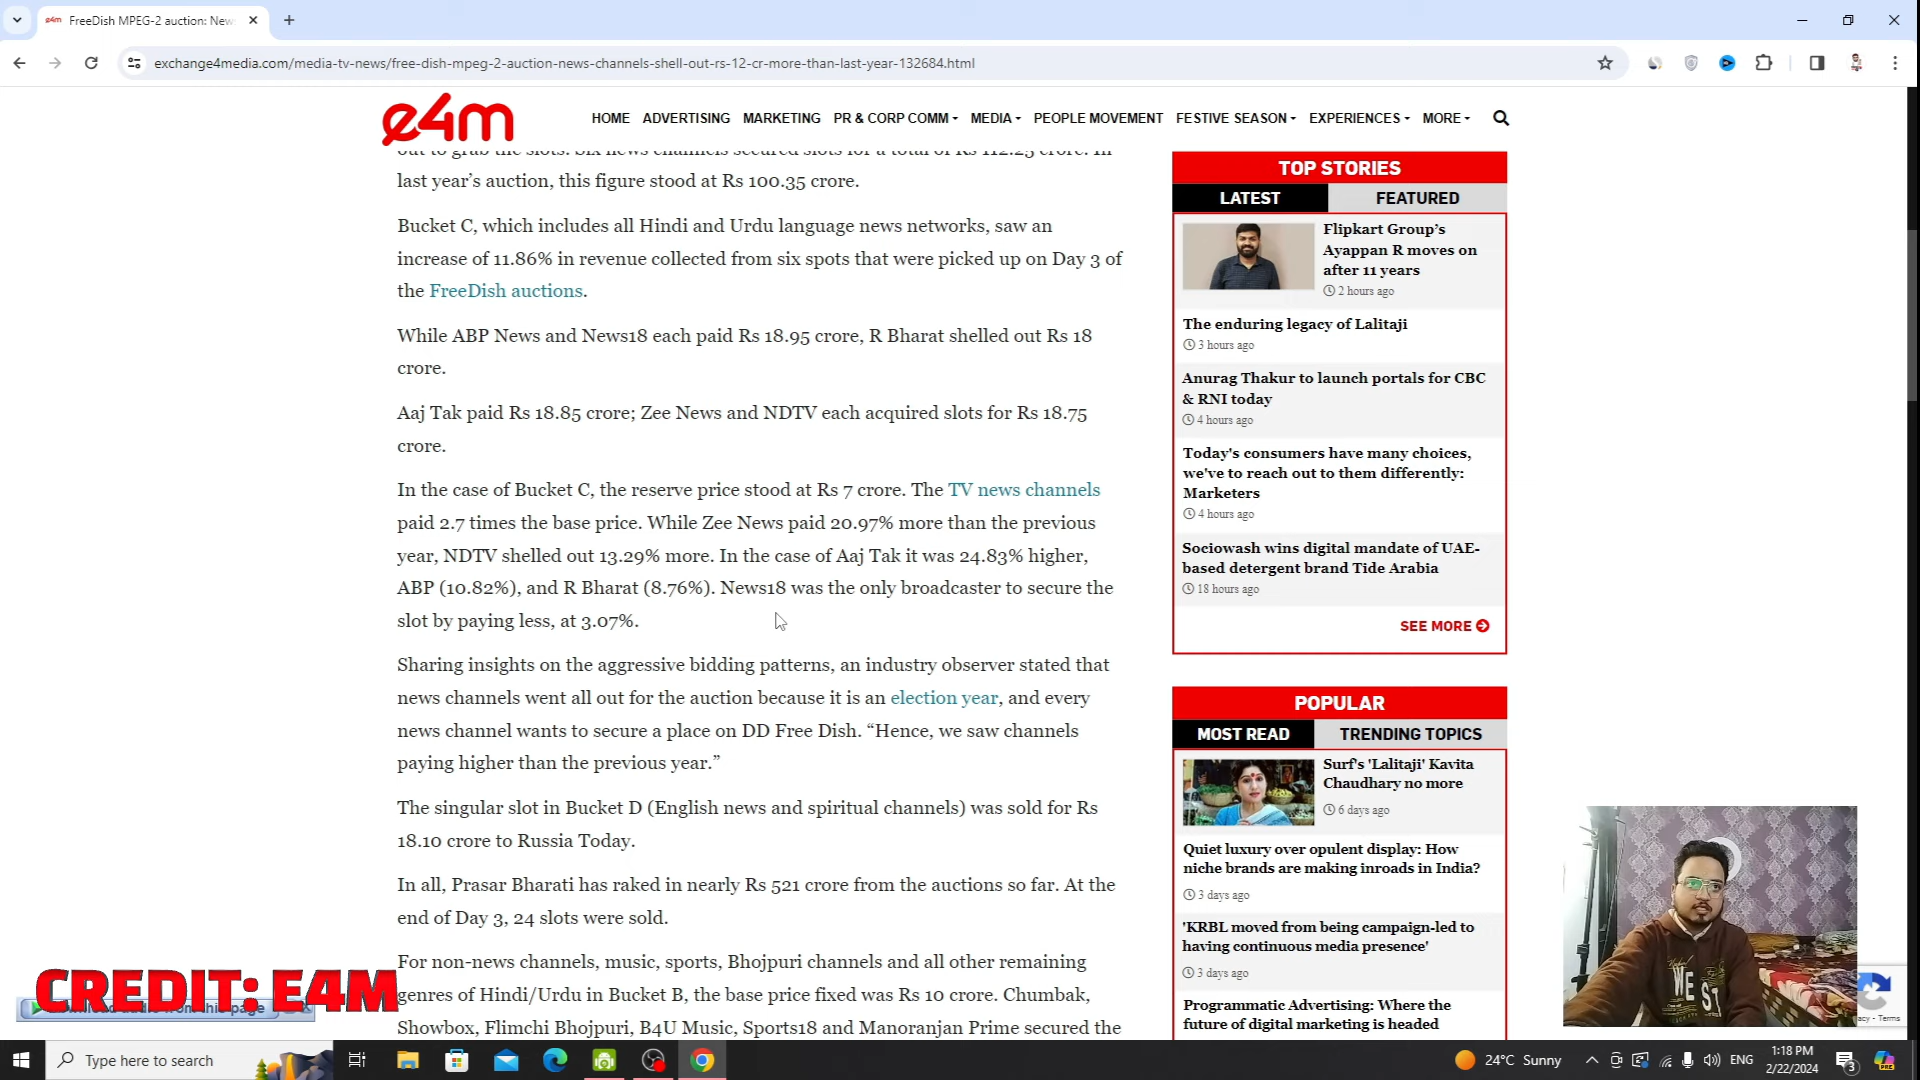 FreeDish MPEG-2 auction: New
exchange4media.com/media-tv-news/free-dish-mpeg-2-auction-news-channels-shell-out-rs-12-cr-more-than-last-year-132684.html
e4m
HOME ADVERTISING MARKETING PR & CORP COMM MEDIA PEOPLE MOVEMENT FESTIVE SEASON EXPERIENCES MORE
out to grab the slots. Six news channels secured slots for a total of Rs 112.25 crore. In
last year’s auction, this figure stood at Rs 100.35 crore.
Bucket C, which includes all Hindi and Urdu language news networks, saw an
increase of 11.86% in revenue collected from six spots that were picked up on Day 3 of
the FreeDish auctions.
While ABP News and News18 each paid Rs 18.95 crore, R Bharat shelled out Rs 18
crore.
Aaj Tak paid Rs 18.85 crore; Zee News and NDTV each acquired slots for Rs 18.75
crore.
In the case of Bucket C, the reserve price stood at Rs 7 crore. The TV news channels
paid 2.7 times the base price. While Zee News paid 20.97% more than the previous
year, NDTV shelled out 13.29% more. In the case of Aaj Tak it was 24.83% higher,
ABP (10.82%), and R Bharat (8.76%). News18 was the only broadcaster to secure the
slot by paying less, at 3.07%.
Sharing insights on the aggressive bidding patterns, an industry observer stated that
news channels went all out for the auction because it is an election year, and every
news channel wants to secure a place on DD Free Dish. “Hence, we saw channels
paying higher than the previous year.”
The singular slot in Bucket D (English news and spiritual channels) was sold for Rs
18.10 crore to Russia Today.
In all, Prasar Bharati has raked in nearly Rs 521 crore from the auctions so far. At the
end of Day 3, 24 slots were sold.
For non-news channels, music, sports, Bhojpuri channels and all other remaining
genres of Hindi/Urdu in Bucket B, the base price fixed was Rs 10 crore. Chumbak,
Showbox, Flimchi Bhojpuri, B4U Music, Sports18 and Manoranjan Prime secured the
TOP STORIES
LATEST FEATURED
Flipkart Group’s
Ayappan R moves on
after 11 years
2 hours ago
The enduring legacy of Lalitaji
3 hours ago
Anurag Thakur to launch portals for CBC
& RNI today
4 hours ago
Today's consumers have many choices,
we've to reach out to them differently:
Marketers
4 hours ago
Sociowash wins digital mandate of UAE-
based detergent brand Tide Arabia
18 hours ago
SEE MORE
POPULAR
MOST READ TRENDING TOPICS
Surf's 'Lalitaji' Kavita
Chaudhary no more
6 days ago
Quiet luxury over opulent display: How
niche brands are making inroads in India?
3 days ago
'KRBL moved from being campaign-led to
having continuous media presence'
3 days ago
Programmatic Advertising: Where the
future of digital marketing is headed
CREDIT: E4M
from this page
WE
- Terms
Type here to search
24°C Sunny
ENG
1:18 PM
2/22/2024
3